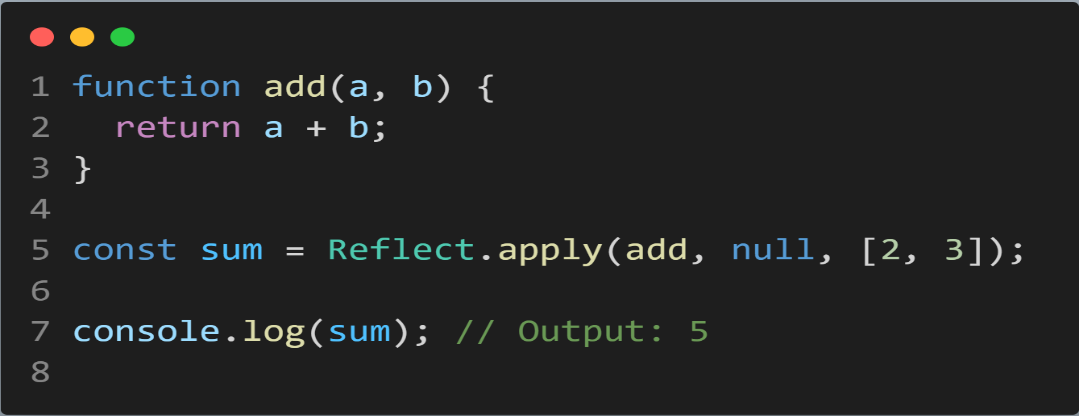 1 function add(a, b) {
2   return a + b;
3 }
4
5 const sum = Reflect.apply(add, null, [2, 3]);
6
7 console.log(sum); // Output: 5
8